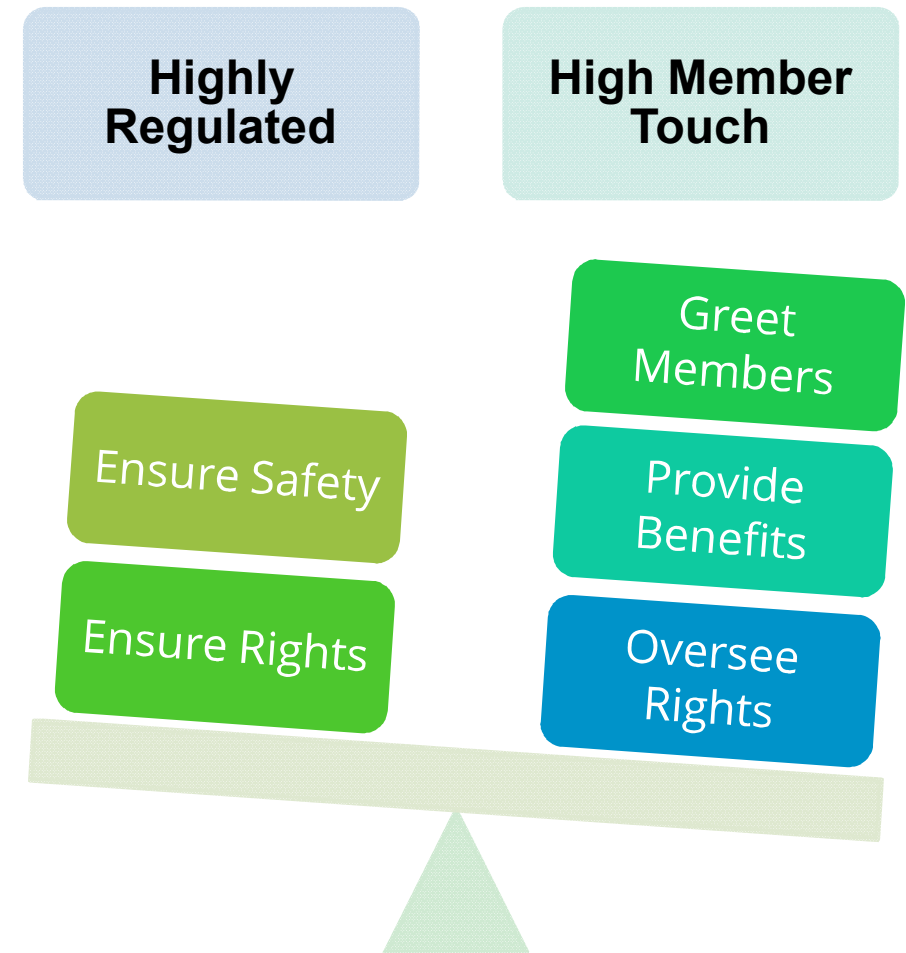 Highly
Regulated
High Member
Touch
Ensure Safety
Ensure Rights
Greet
Members
Provide
Benefits
Oversee
Rights